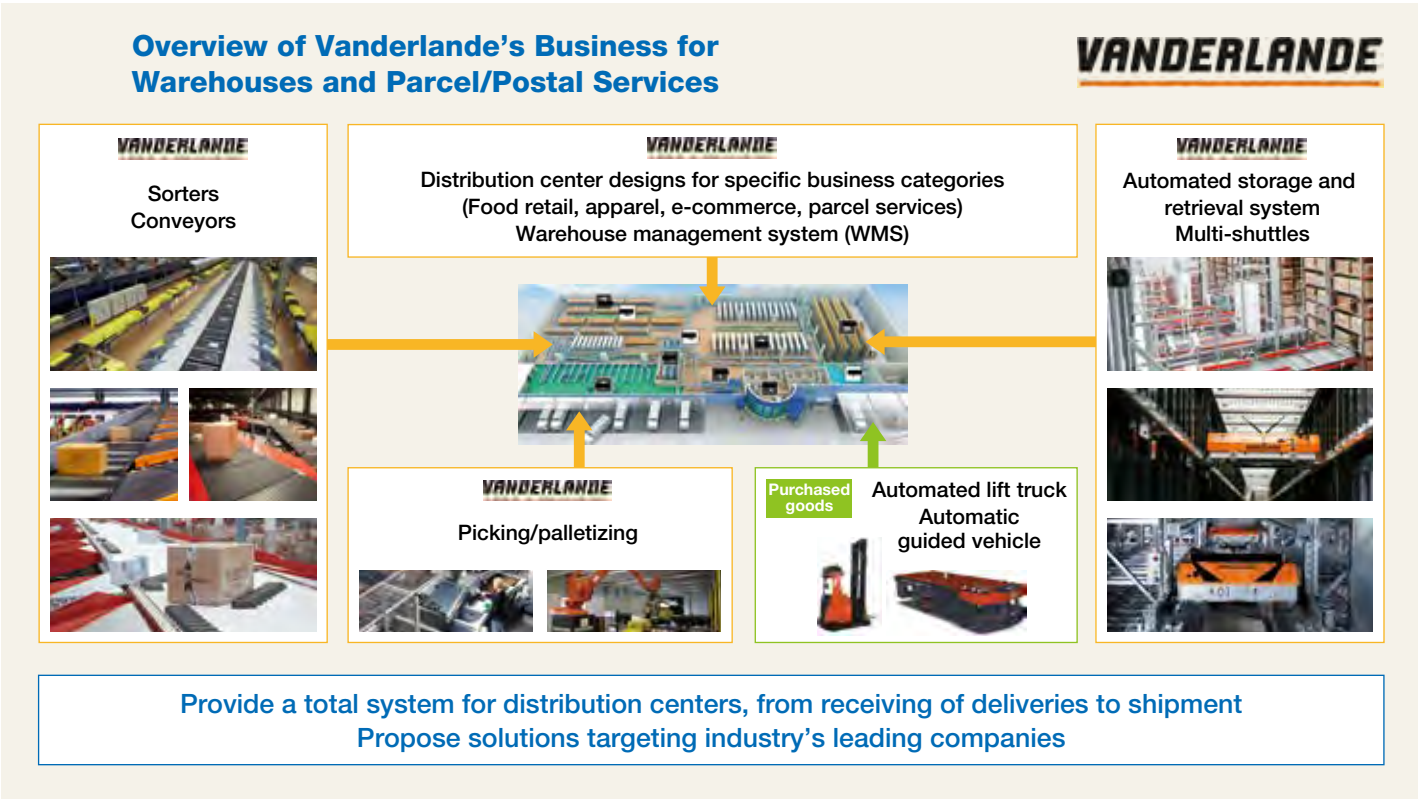 Overview of Vanderlande's Business for
Warehouses and Parcel/Postal Services
VANDERLANDE
VANDERLANDE
Sorters
Conveyors
VANDERLANDE
Distribution center designs for specific business categories
(Food retail, apparel, e-commerce, parcel services)
Warehouse management system (WMS)
VANDERLANDE
Automated storage and
retrieval system
Multi-shuttles
VANDERLANDE
Picking/palletizing
Purchased
goods
Automated lift truck
Automatic
guided vehicle
Provide a total system for distribution centers, from receiving of deliveries to shipment
Propose solutions targeting industry's leading companies